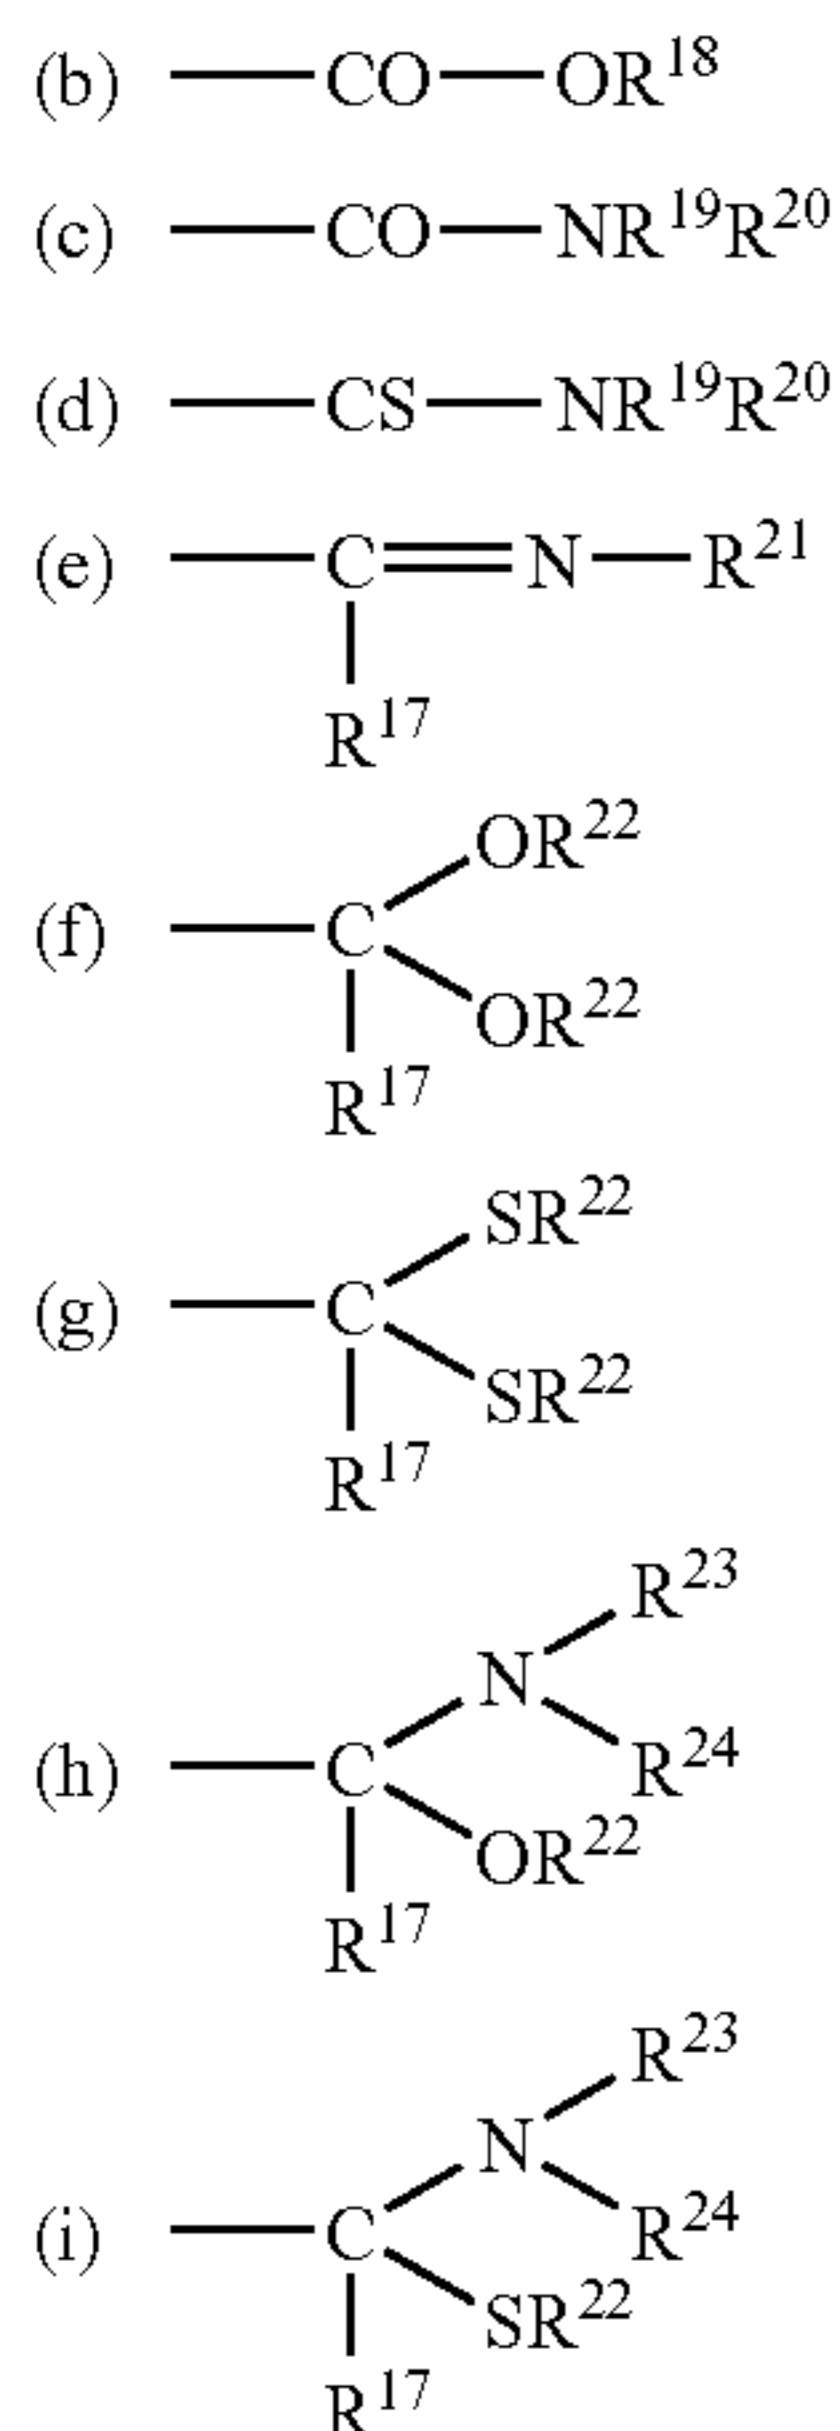 (b) —CO—OR¹⁸
(c) —CO—NR¹⁹R²⁰
(d) —CS—NR¹⁹R²⁰
(e) —C=N—R²¹
R¹⁷
OR²²
(f) —C
OR²²
R¹⁷
SR²²
(g) —C
SR²²
R¹⁷
R²³
N
(h) —C R²⁴
OR²²
R¹⁷
R²³
N
(i) —C R²⁴
SR²²
R¹⁷